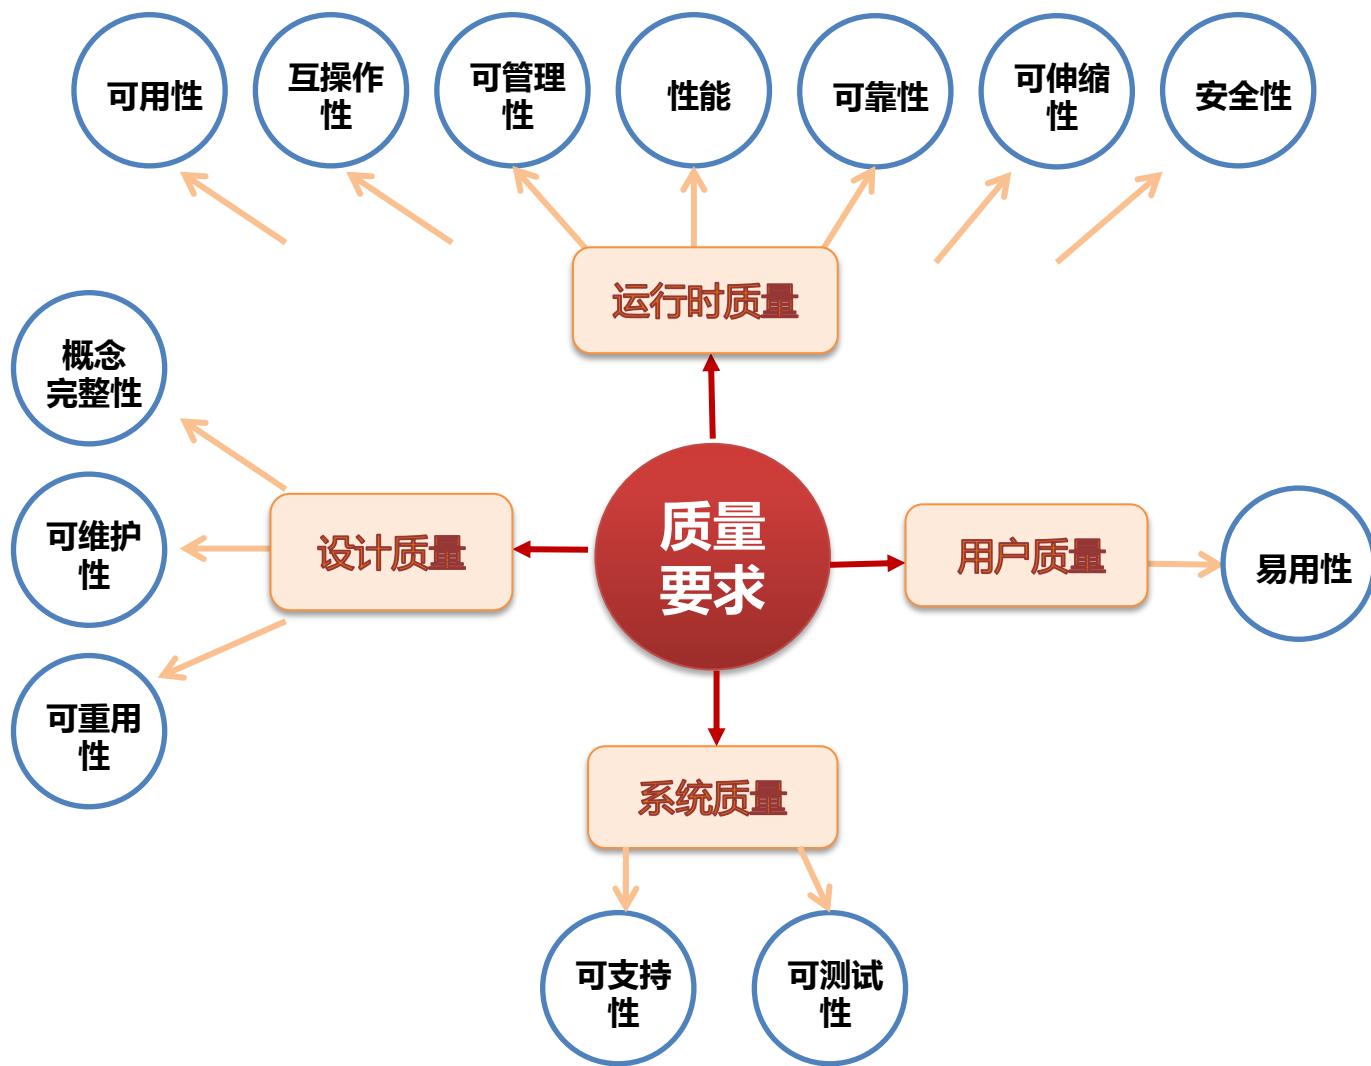 可用性
互操作
性
可管理
性
性能
可靠性
可伸缩
性
安全性
运行时质量
概念
完整性
可维护
性
可重用
性
设计质量
质量
要求
用户质量
易用性
系统质量
可支持
性
可测试
性